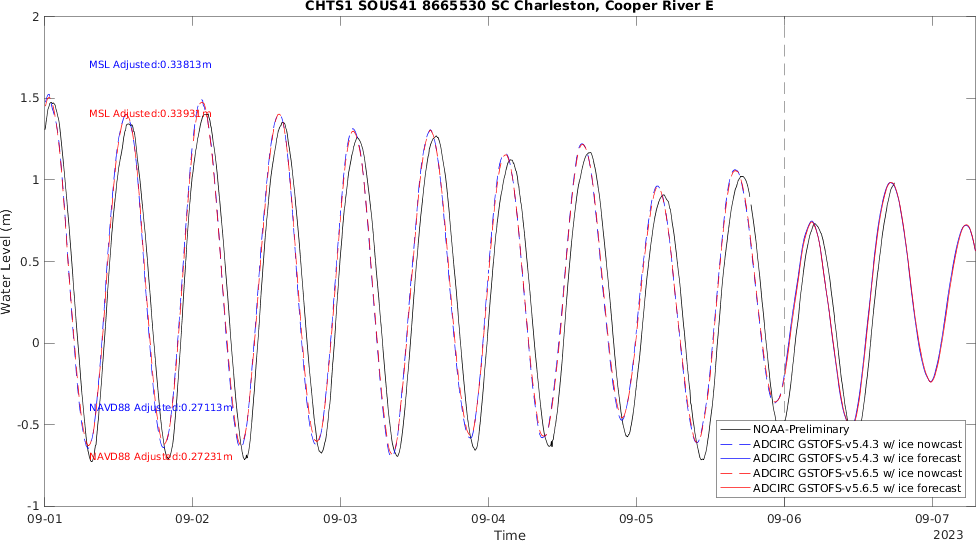 CHTS1 SOUS41 8665530 SC Charleston, Cooper River E
2
1.5
1
0.5
0
-0.5
-1
Water Level (m)
MSL Adjusted:0.33813m
MSL Adjusted:0.33931m
NAVD88 Adjusted:0.27113m
NAVD88 Adjusted:0.27231m
NOAA-Preliminary
ADCIRC GSTOFS-v5.4.3 w/ ice nowcast
ADCIRC GSTOFS-v5.4.3 w/ ice forecast
ADCIRC GSTOFS-v5.6.5 w/ ice nowcast
ADCIRC GSTOFS-v5.6.5 w/ ice forecast
09-01 09-02 09-03 09-04 09-05 09-06 09-07
Time
2023